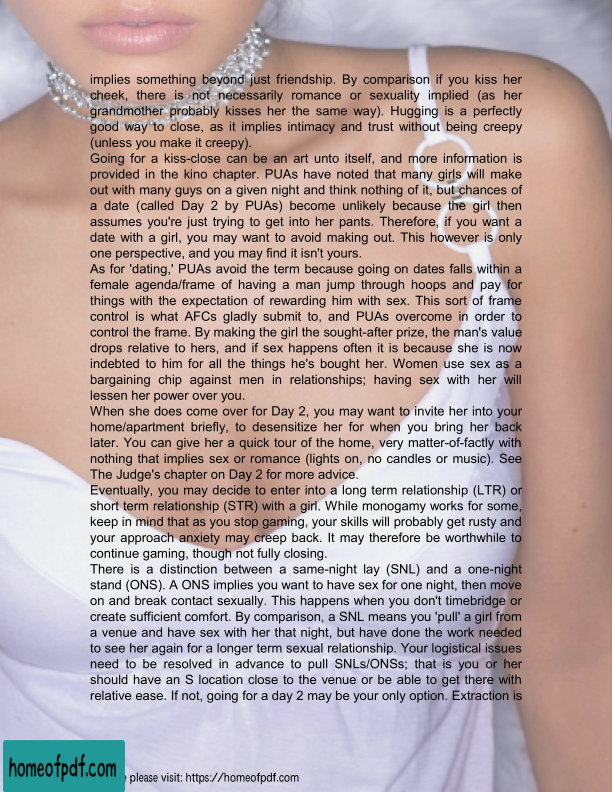 implies something beyond just friendship. By comparison if you kiss her
cheek, there is not necessarily romance or sexuality implied (as her
grandmother probably kisses her the same way). Hugging is a perfectly
good way to close, as it implies intimacy and trust without being creepy
(unless you make it creepy).
Going for a kiss-close can be an art unto itself, and more information is
provided in the kino chapter. PUAs have noted that many girls will make
out with many guys on a given night and think nothing of it, but chances of
a date (called Day 2 by PUAs) become unlikely because the girl then
assumes you're just trying to get into her pants. Therefore, if you want a
date with a girl, you may want to avoid making out. This however is only
one perspective, and you may find it isn't yours.
As for 'dating,' PUAs avoid the term because going on dates falls within a
female agenda/frame of having a man jump through hoops and pay for
things with the expectation of rewarding him with sex. This sort of frame
control is what AFCs gladly submit to, and PUAs overcome in order to
control the frame. By making the girl the sought-after prize, the man's value
drops relative to hers, and if sex happens often it is because she is now
indebted to him for all the things he's bought her. Women use sex as a
bargaining chip against men in relationships; having sex with her will
lessen her power over you.
When she does come over for Day 2, you may want to invite her into your
home/apartment briefly, to desensitize her for when you bring her back
later. You can give her a quick tour of the home, very matter-of-factly with
nothing that implies sex or romance (lights on, no candles or music). See
The Judge's chapter on Day 2 for more advice.
Eventually, you may decide to enter into a long term relationship (LTR) or
short term relationship (STR) with a girl. While monogamy works for some,
keep in mind that as you stop gaming, your skills will probably get rusty and
your approach anxiety may creep back. It may therefore be worthwhile to
continue gaming, though not fully closing.
There is a distinction between a same-night lay (SNL) and a one-night
stand (ONS). A ONS implies you want to have sex for one night, then move
on and break contact sexually. This happens when you don't timebridge or
create sufficient comfort. By comparison, a SNL means you 'pull' a girl from
a venue and have sex with her that night, but have done the work needed
to see her again for a longer term sexual relationship. Your logistical issues
need to be resolved in advance to pull SNLs/ONSs; that is you or her
should have an S location close to the venue or be able to get there with
relative ease. If not, going for a day 2 may be your only option. Extraction is
homeofpdf.com
please visit: https://homeofpdf.com